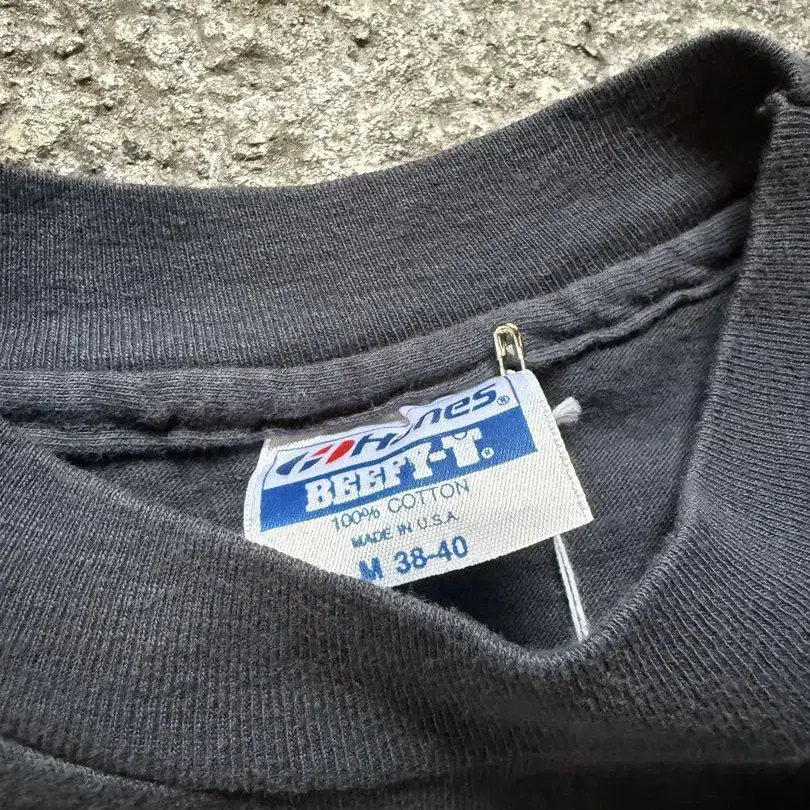 Hanes®
BEEFY-T®
100% COTTON
MADE IN U.S.A.
M 38-40